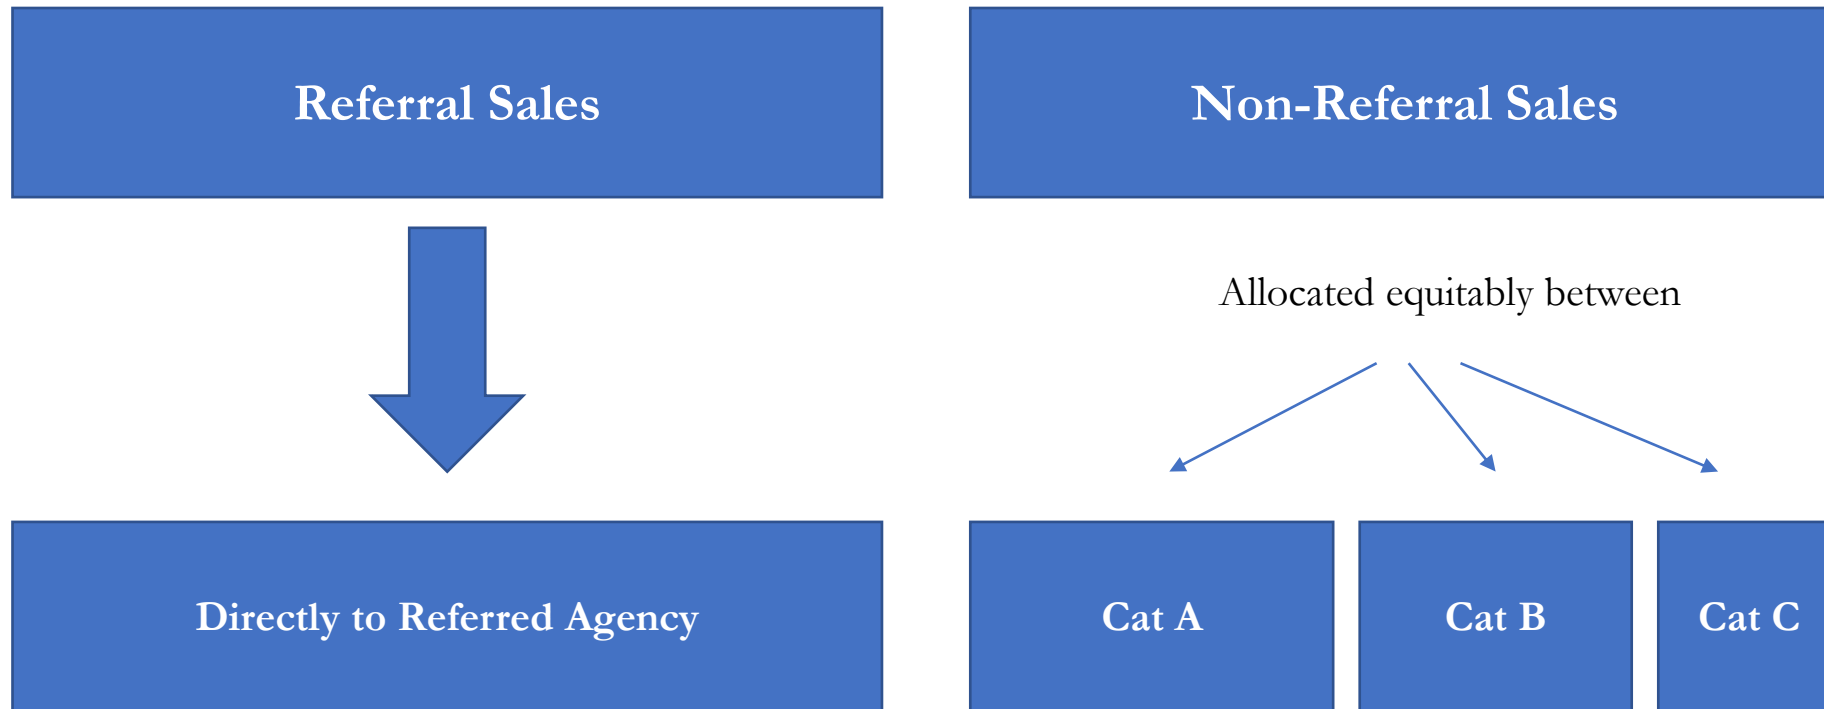 Referral Sales
Non-Referral Sales
Allocated equitably between
Directly to Referred Agency
Cat A
Cat B
Cat C